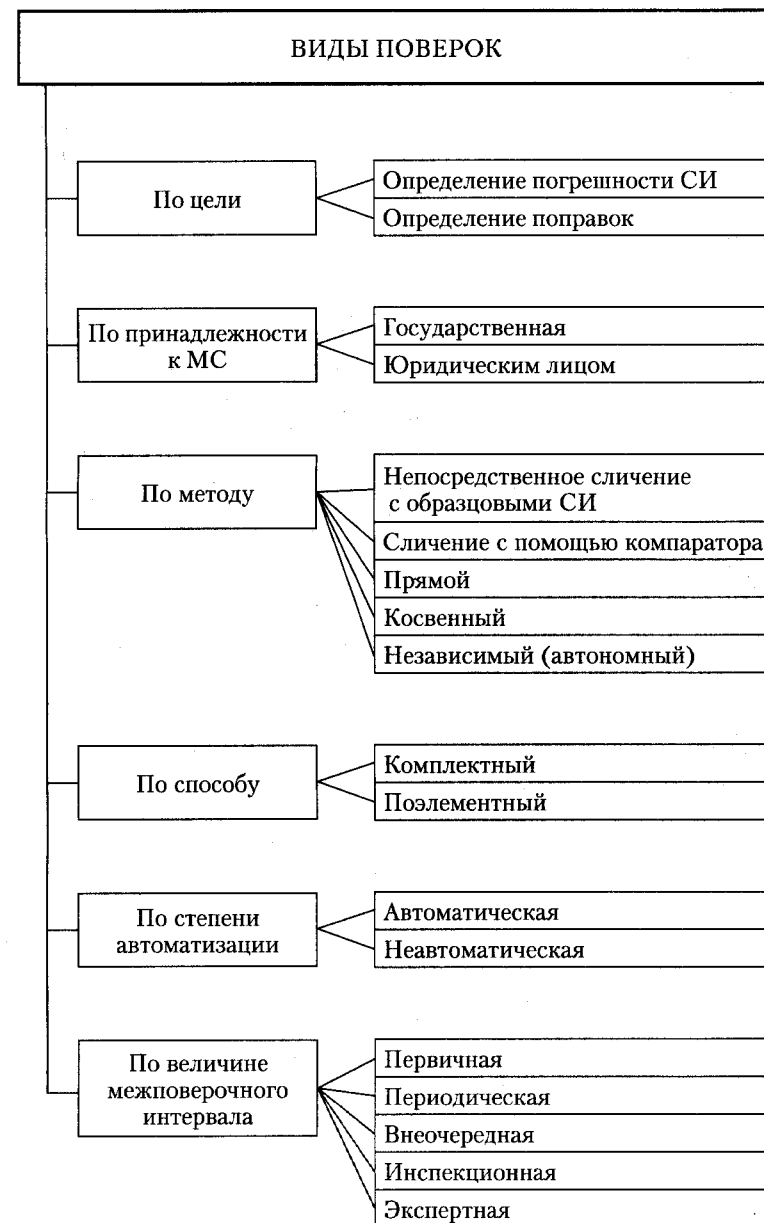 ВИДЫ ПОВЕРОК
По цели
Определение погрешности СИ
Определение поправок
По принадлежности
к МС
Государственная
Юридическим лицом
По методу
Непосредственное сличение
с образцовыми СИ
Сличение с помощью компаратора
Прямой
Косвенный
Независимый (автономный)
По способу
Комплектный
Поэлементный
По степени
автоматизации
Автоматическая
Неавтоматическая
По величине
межповерочного
интервала
Первичная
Периодическая
Внеочередная
Инспекционная
Экспертная